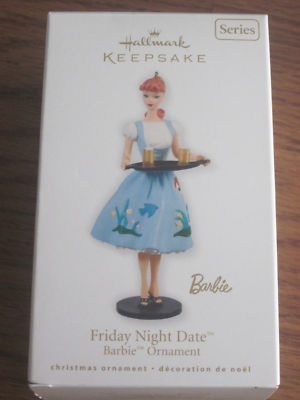 Hallmark
KEEPSAKE
Series
Barbie
Friday Night Date™
Barbie™ Ornament
christmas ornament • décoration de noël